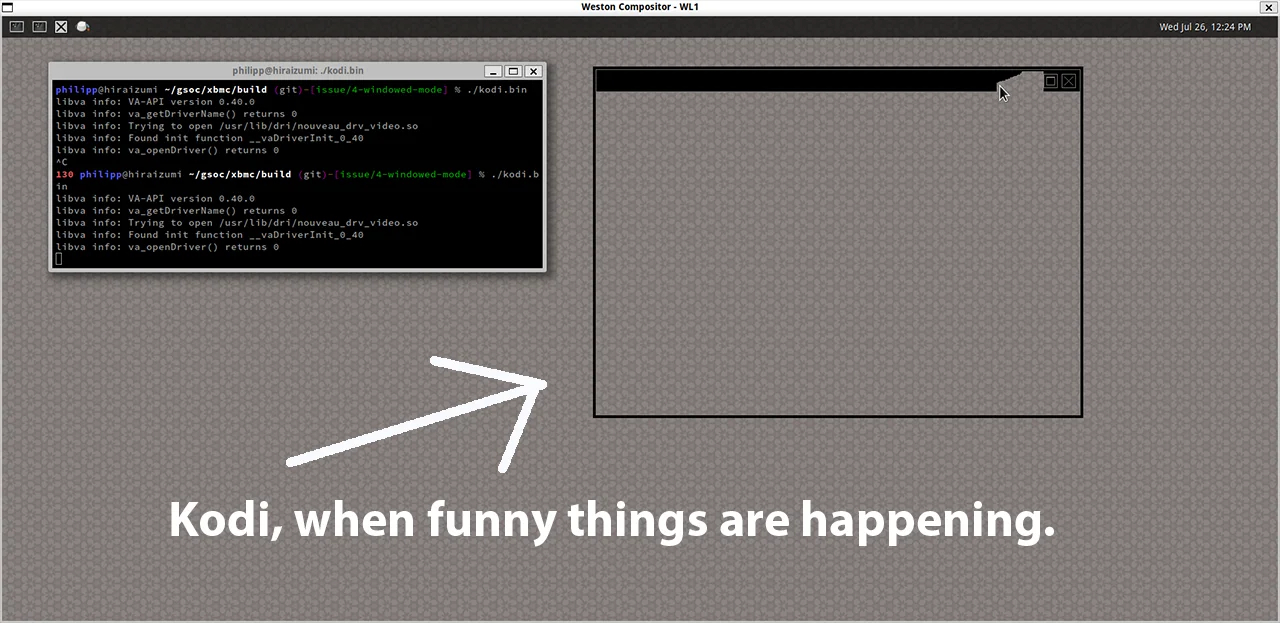 Weston Compositor - WL1
Wed Jul 26, 12:24 PM
philipp@hiraizumi: ./kodi.bin
philipp@hiraizumi ~/gsoc/xbmc/build (git)-[issue/4-windowed-mode] % ./kodi.bin
libva info: VA-API version 0.40.0
libva info: va_getDriverName() returns 0
libva info: Trying to open /usr/lib/dri/nouveau_drv_video.so
libva info: Found init function __vaDriverInit_0_40
libva info: va_openDriver() returns 0
^C
130 philipp@hiraizumi ~/gsoc/xbmc/build (git)-[issue/4-windowed-mode] % ./kodi.b
in
libva info: VA-API version 0.40.0
libva info: va_getDriverName() returns 0
libva info: Trying to open /usr/lib/dri/nouveau_drv_video.so
libva info: Found init function __vaDriverInit_0_40
libva info: va_openDriver() returns 0
Kodi, when funny things are happening.